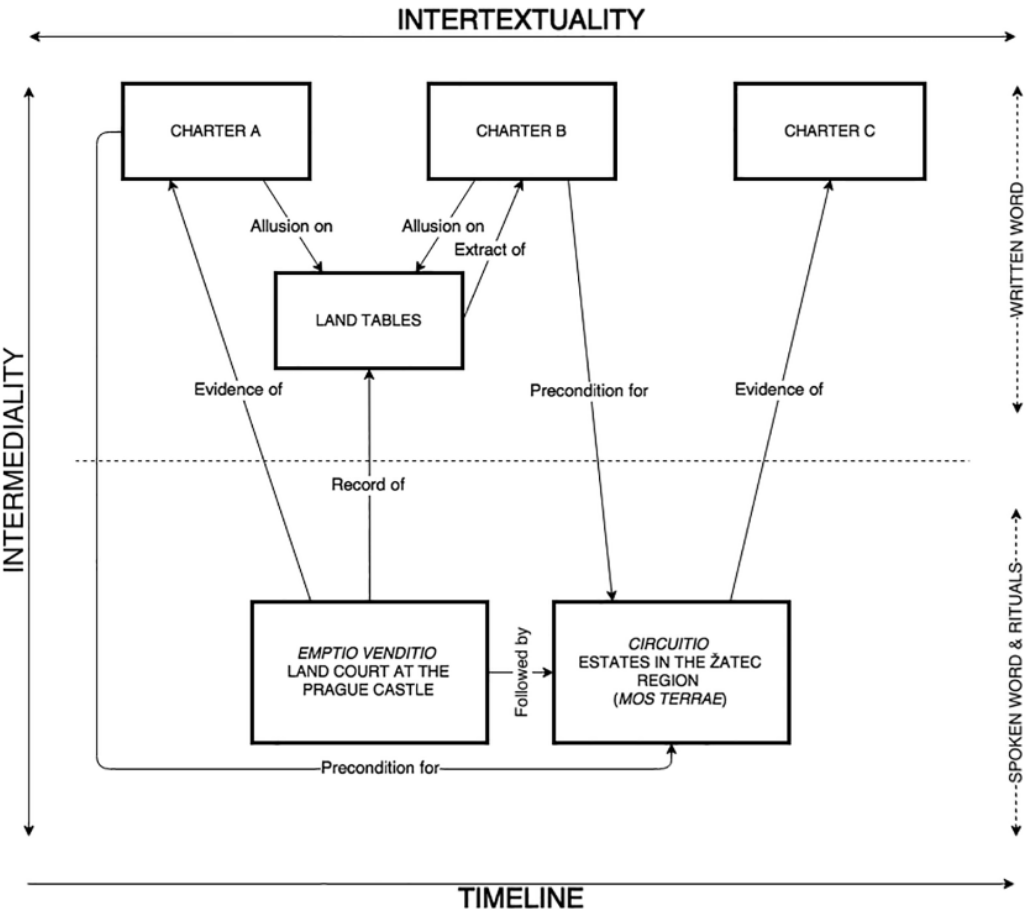 INTERTEXTUALITY
CHARTER A
CHARTER B
CHARTER C
Allusion on
Allusion on
Extract of
LAND TABLES
Evidence of
Precondition for
Evidence of
Record of
EMPTIO VENDITIO
LAND COURT AT THE
PRAGUE CASTLE
Followed by
CIRCUITIO
ESTATES IN THE ŽATEC
REGION
(MOS TERRAE)
Precondition for
INTERMEDIALITY
WRITTEN WORD
SPOKEN WORD & RITUALS
TIMELINE